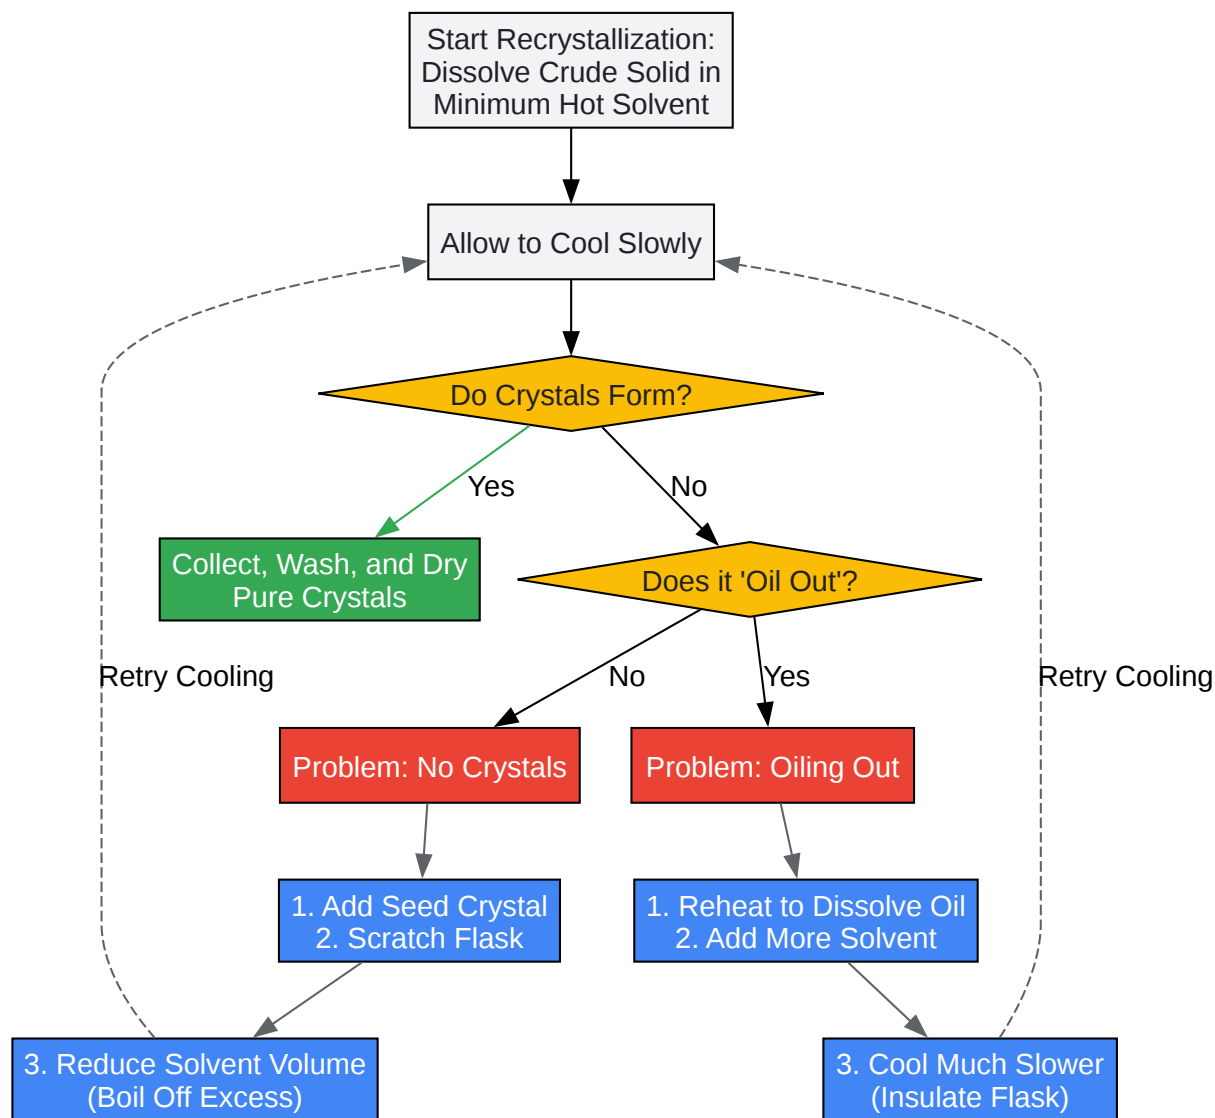 Start Recrystallization:
Dissolve Crude Solid in
Minimum Hot Solvent
Allow to Cool Slowly
Do Crystals Form?
Yes
No
Collect, Wash, and Dry
Pure Crystals
Does it 'Oil Out'?
Retry Cooling
No
Yes
Retry Cooling
Problem: No Crystals
Problem: Oiling Out
1. Add Seed Crystal
2. Scratch Flask
1. Reheat to Dissolve Oil
2. Add More Solvent
3. Reduce Solvent Volume
(Boil Off Excess)
3. Cool Much Slower
(Insulate Flask)